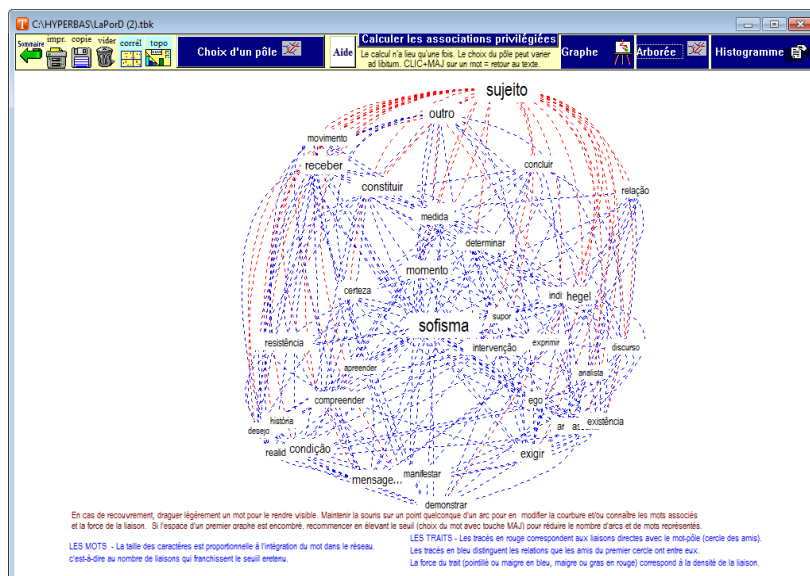 C:\HYPERBAS\LaPorD (2).tbk
Sommaire impr. copie vider corrél topo
Choix d'un pôle
Aide
Calculer les associations privilégiées
Le calcul n'a lieu qu'une fois. Le choix du pôle peut varier
ad libitum. CLIC+MAJ sur un mot = retour au texte.
Graphe
Arborée
Histogramme
sujeito
outro
movimento
receber
concluir
constituir
relação
medida
determinar
momento
certeza
indi hegel
supor
sofisma
resistência
intervenção
exprimir
discurso
apreender
analista
compreender
ego
história
existência
desejo
ar
realid
condição
exigir
manifestar
mensage...
demonstrar
En cas de recouvrement, draguer légèrement un mot pour le rendre visible. Maintenir la souris sur un point quelconque d'un arc pour en modifier la courbure et/ou connaître les mots associés
et la force de la liaison. Si l'espace d'un premier graphe est encombré, recommencer en élevant le seuil (choix du mot avec touche MAJ) pour réduire le nombre d'arcs et de mots représentés.
LES MOTS - La taille des caractères est proportionnelle à l'intégration du mot dans le réseau.
c'est-à-dire au nombre de liaisons qui franchissent le seuil eretenu.
LES TRAITS - Les tracés en rouge correspondent aux liaisons directes avec le mot-pôle (cercle des amis).
Les tracés en bleu distinguent les relations que les amis du premier cercle ont entre eux.
La force du trait (pointillé ou maigre en bleu, maigre ou gras en rouge) correspond à la densité de la liaison.